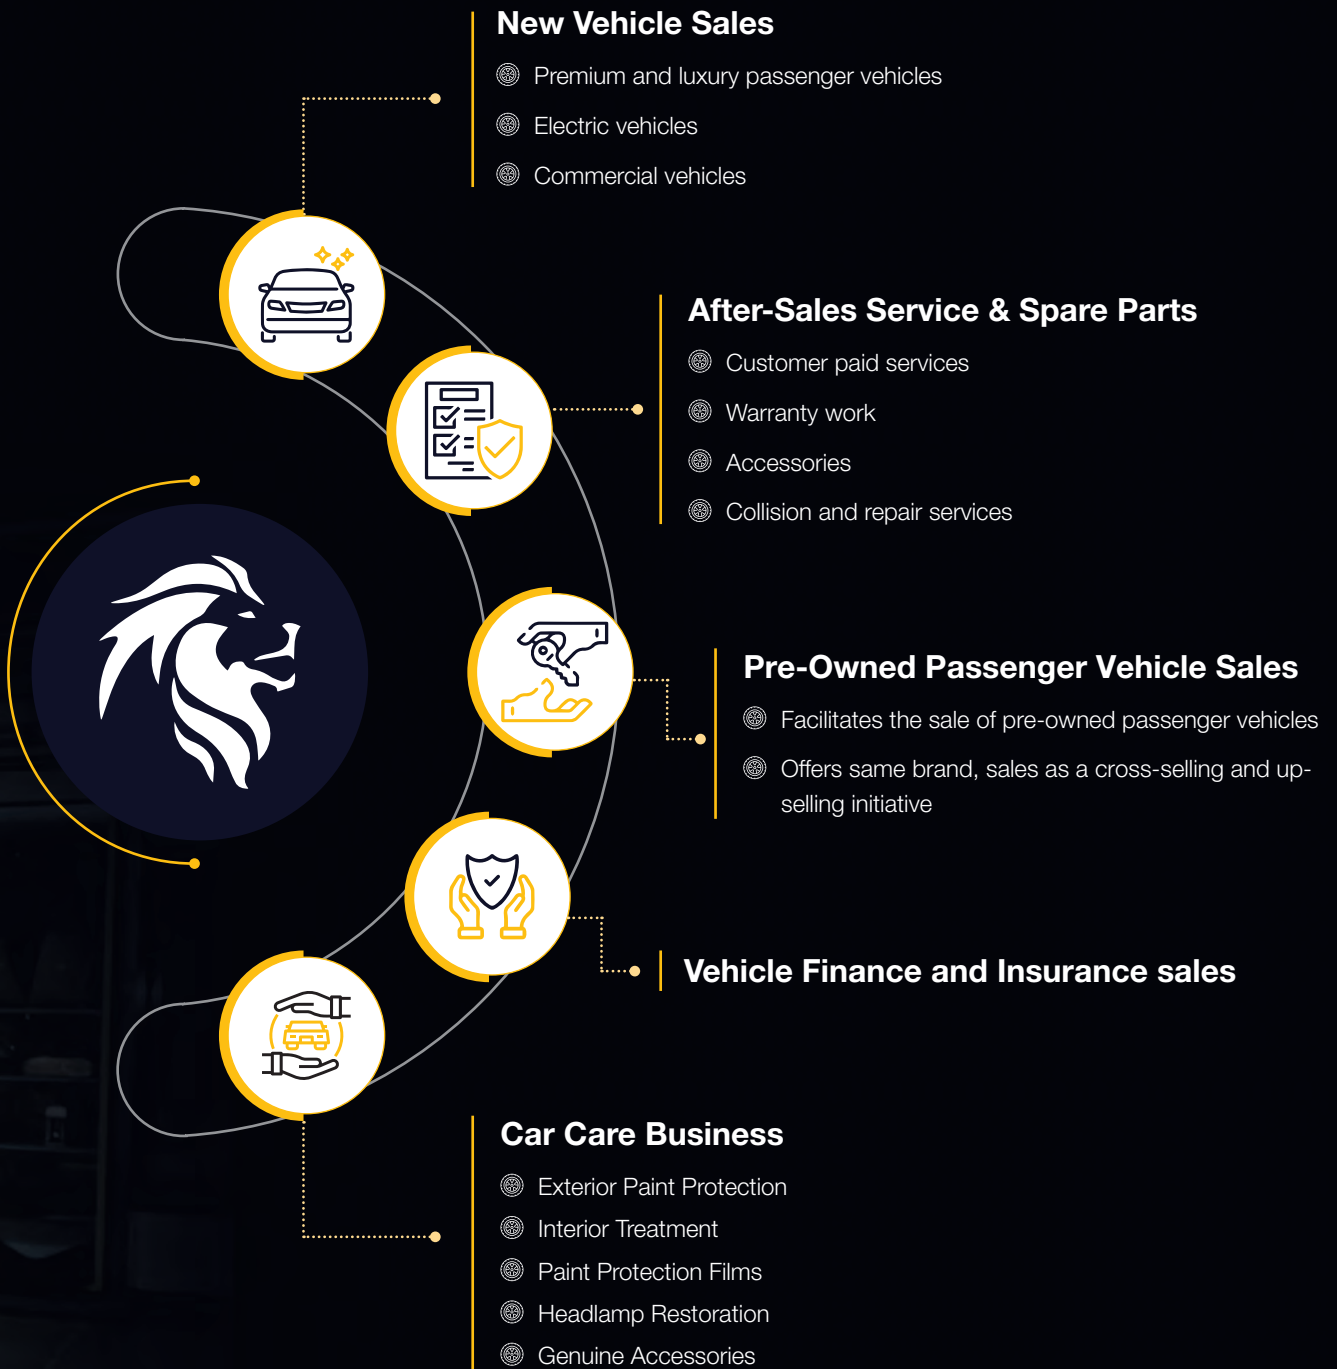 New Vehicle Sales
Premium and luxury passenger vehicles
Electric vehicles
Commercial vehicles
After-Sales Service & Spare Parts
Customer paid services
Warranty work
Accessories
Collision and repair services
Pre-Owned Passenger Vehicle Sales
Facilitates the sale of pre-owned passenger vehicles
Offers same brand, sales as a cross-selling and up-
selling initiative
Vehicle Finance and Insurance sales
Car Care Business
Exterior Paint Protection
Interior Treatment
Paint Protection Films
Headlamp Restoration
Genuine Accessories